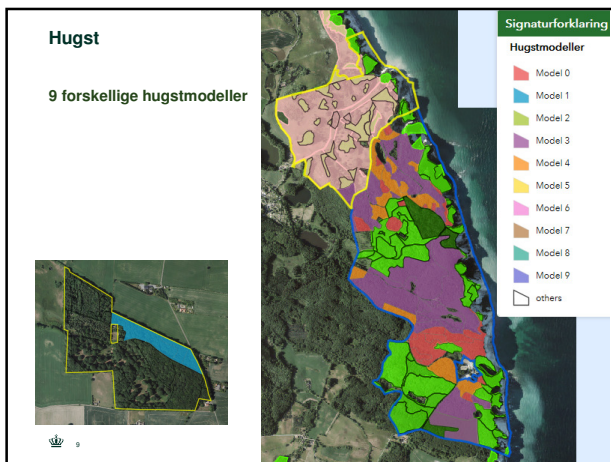 Hugst
9 forskellige hugstmodeller
9
Signaturforklaring
Hugstmodeller
Model 0
Model 1
Model 2
Model 3
Model 4
Model 5
Model 6
Model 7
Model 8
Model 9
others